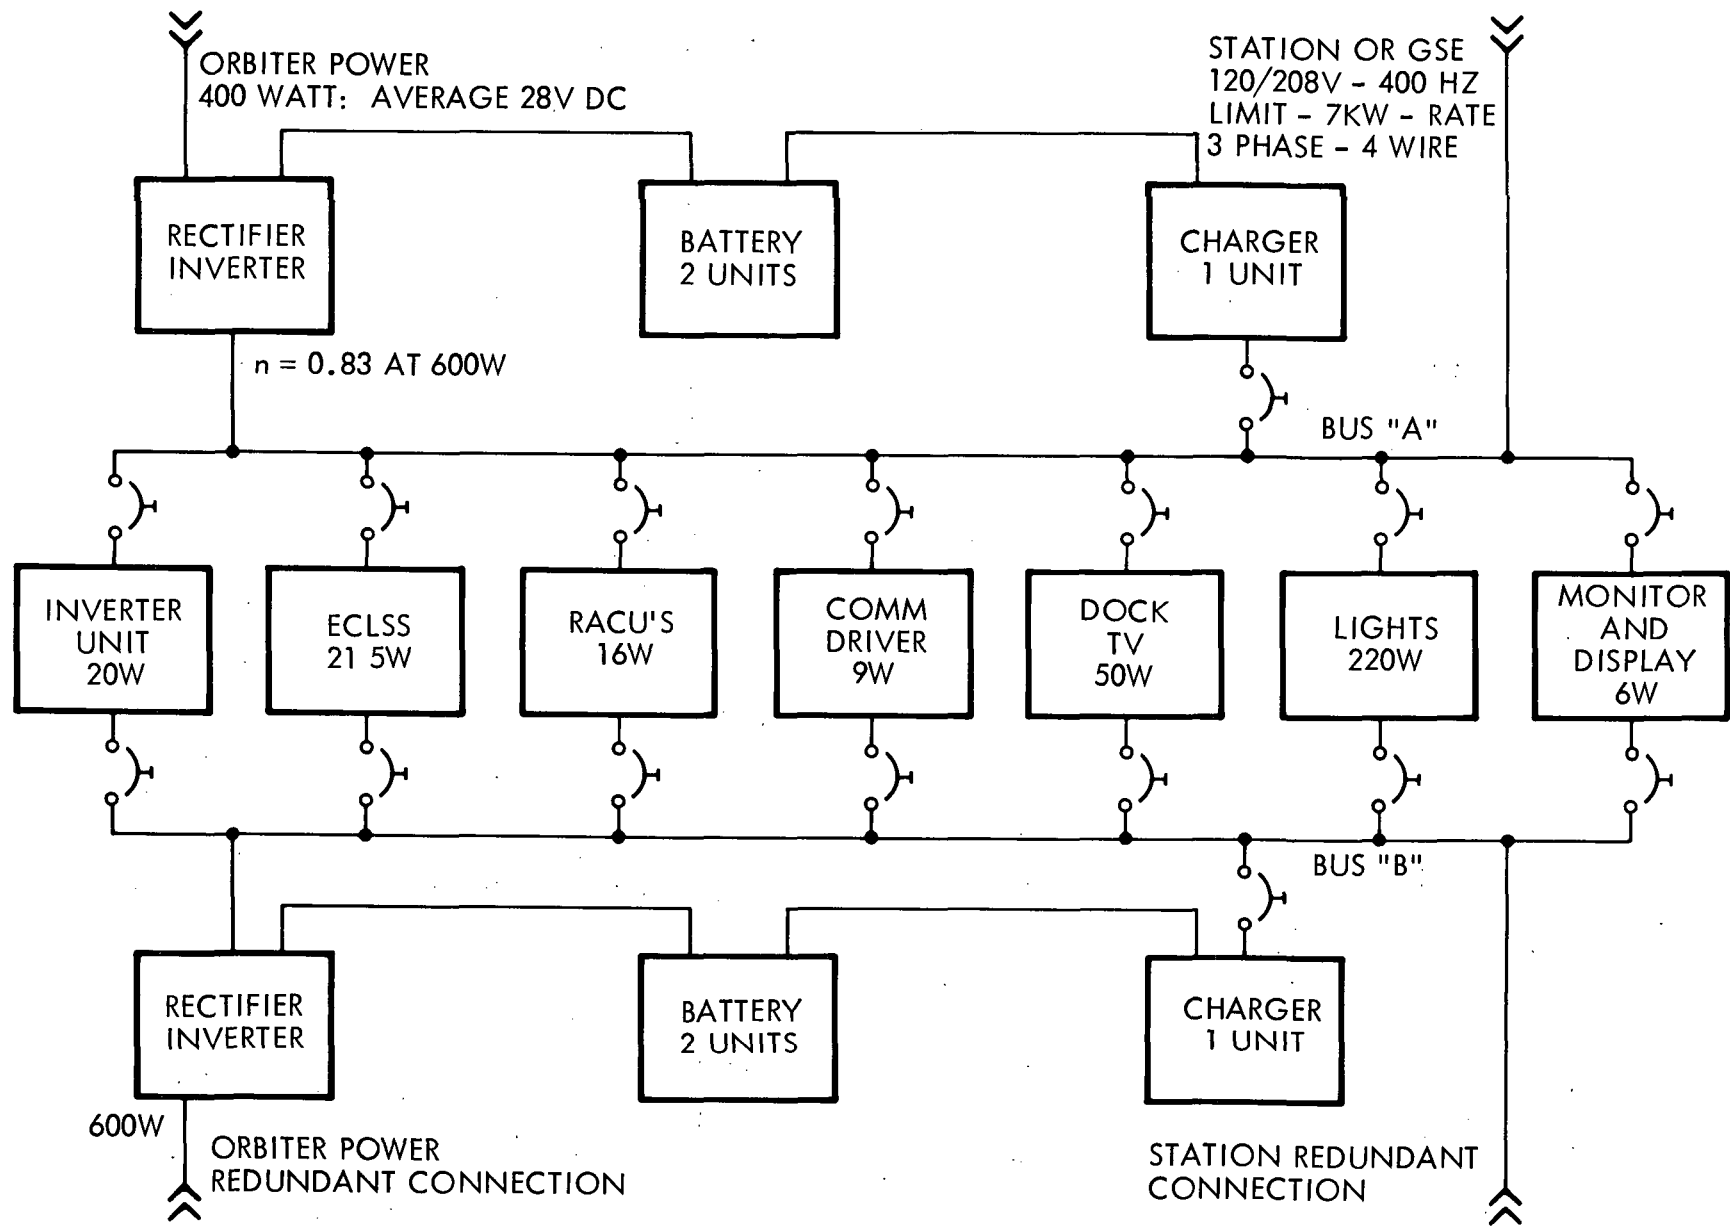 ORBITER POWER
400 WATT: AVERAGE 28V DC
STATION OR GSE
120/208V - 400 HZ
LIMIT - 7KW - RATE
3 PHASE - 4 WIRE
RECTIFIER
INVERTER
BATTERY
2 UNITS
CHARGER
1 UNIT
n = 0.83 AT 600W
BUS "A"
INVERTER
UNIT
20W
ECLSS
21 5W
RACU'S
16W
COMM
DRIVER
9W
DOCK
TV
50W
LIGHTS
220W
MONITOR
AND
DISPLAY
6W
BUS "B"
RECTIFIER
INVERTER
BATTERY
2 UNITS
CHARGER
1 UNIT
600W
ORBITER POWER
REDUNDANT CONNECTION
STATION REDUNDANT
CONNECTION